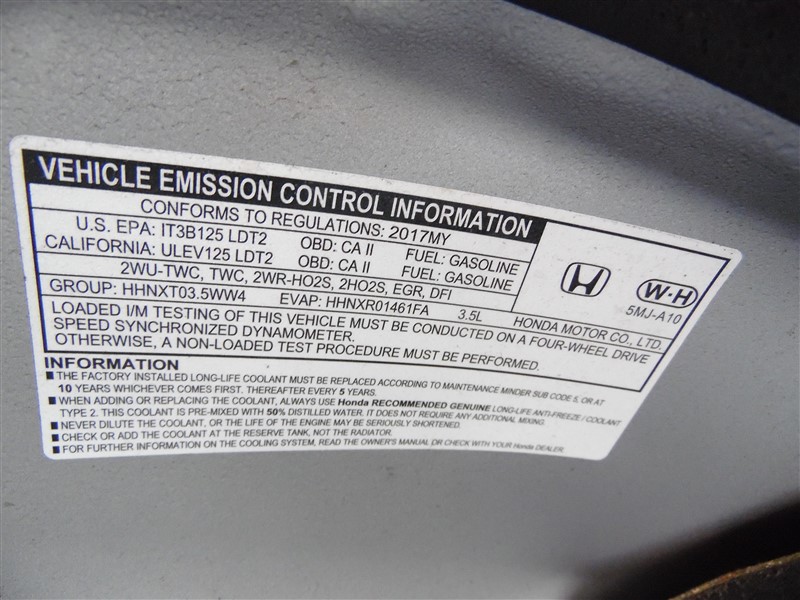 VEHICLE EMISSION CONTROL INFORMATION
CONFORMS TO REGULATIONS: 2017MY
U.S. EPA: IT3B125 LDT2 OBD: CA II FUEL: GASOLINE
CALIFORNIA: ULEV125 LDT2 OBD: CA II FUEL: GASOLINE
2WU-TWC, TWC, 2WR-HO2S, 2HO2S, EGR, DFI
GROUP: HHNXT03.5WW4 EVAP: HHNXR01461FA 3.5L HONDA MOTOR CO., LTD.
W-H
5MJ-A10
LOADED I/M TESTING OF THIS VEHICLE MUST BE CONDUCTED ON A FOUR-WHEEL DRIVE
SPEED SYNCHRONIZED DYNAMOMETER.
OTHERWISE, A NON-LOADED TEST PROCEDURE MUST BE PERFORMED.
INFORMATION
■ THE FACTORY INSTALLED LONG-LIFE COOLANT MUST BE REPLACED ACCORDING TO MAINTENANCE MINDER SUB CODE 5, OR AT
10 YEARS WHICHEVER COMES FIRST. THEREAFTER EVERY 5 YEARS.
■ WHEN ADDING OR REPLACING THE COOLANT, ALWAYS USE Honda RECOMMENDED GENUINE LONG-LIFE ANTI-FREEZE / COOLANT
TYPE 2. THIS COOLANT IS PRE-MIXED WITH 50% DISTILLED WATER. IT DOES NOT REQUIRE ANY ADDITIONAL MIXING.
■ NEVER DILUTE THE COOLANT, OR THE LIFE OF THE ENGINE MAY BE SERIOUSLY SHORTENED.
■ CHECK OR ADD THE COOLANT AT THE RESERVE TANK, NOT THE RADIATOR.
■ FOR FURTHER INFORMATION ON THE COOLING SYSTEM, READ THE OWNER'S MANUAL OR CHECK WITH YOUR Honda DEALER.